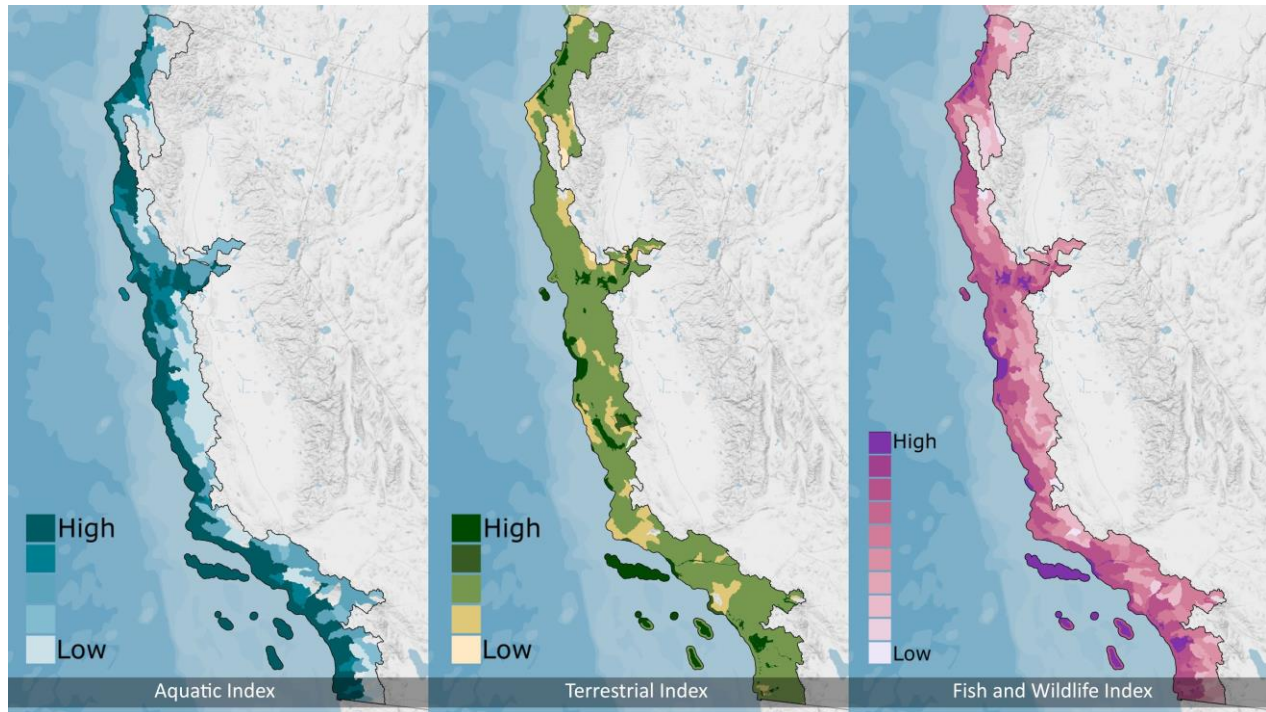 High
Low
Aquatic Index
High
Low
Terrestrial Index
High
Low
Fish and Wildlife Index